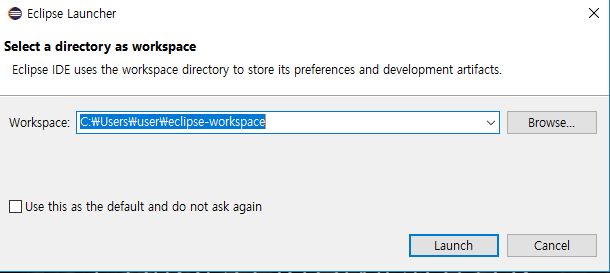 Eclipse Launcher
Select a directory as workspace
Eclipse IDE uses the workspace directory to store its preferences and development artifacts.
Workspace: C:₩Users₩user₩eclipse-workspace Browse...
Use this as the default and do not ask again
Launch Cancel